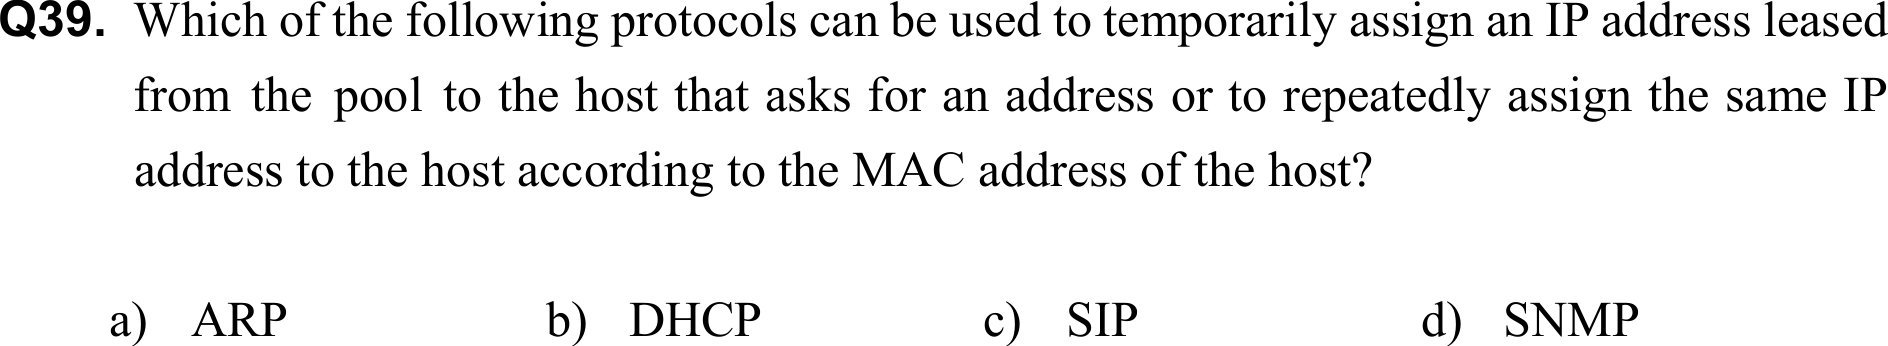 Q39. Which of the following protocols can be used to temporarily assign an IP address leased
from the pool to the host that asks for an address or to repeatedly assign the same IP
address to the host according to the MAC address of the host?
a) ARP b) DHCP c) SIP d) SNMP